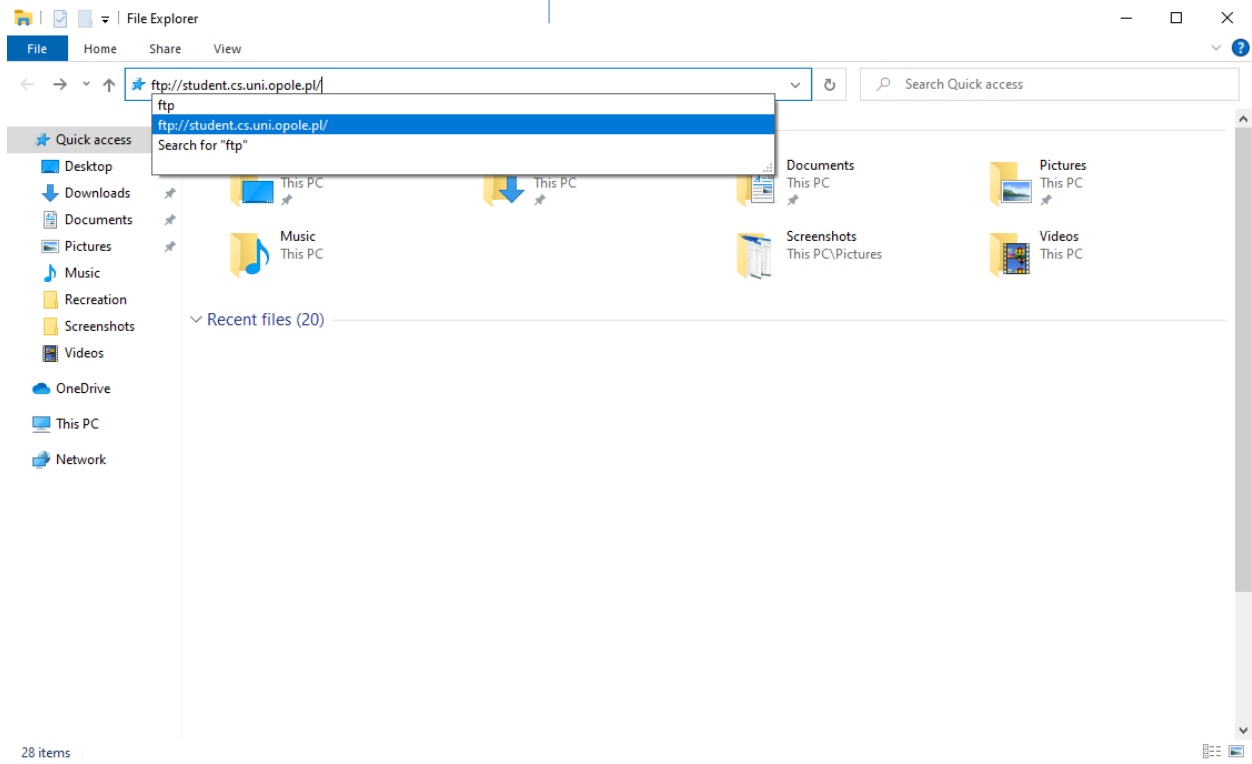 File Explorer
File Home Share View
ftp://student.cs.uni.opole.pl/
Search Quick access
ftp
ftp://student.cs.uni.opole.pl/
Search for "ftp"
Quick access
Desktop
Downloads
Documents
Pictures
Music
Recreation
Screenshots
Videos
OneDrive
This PC
Network
This PC
This PC
Documents
This PC
Pictures
This PC
Music
This PC
Screenshots
This PC\Pictures
Videos
This PC
Recent files (20)
28 items